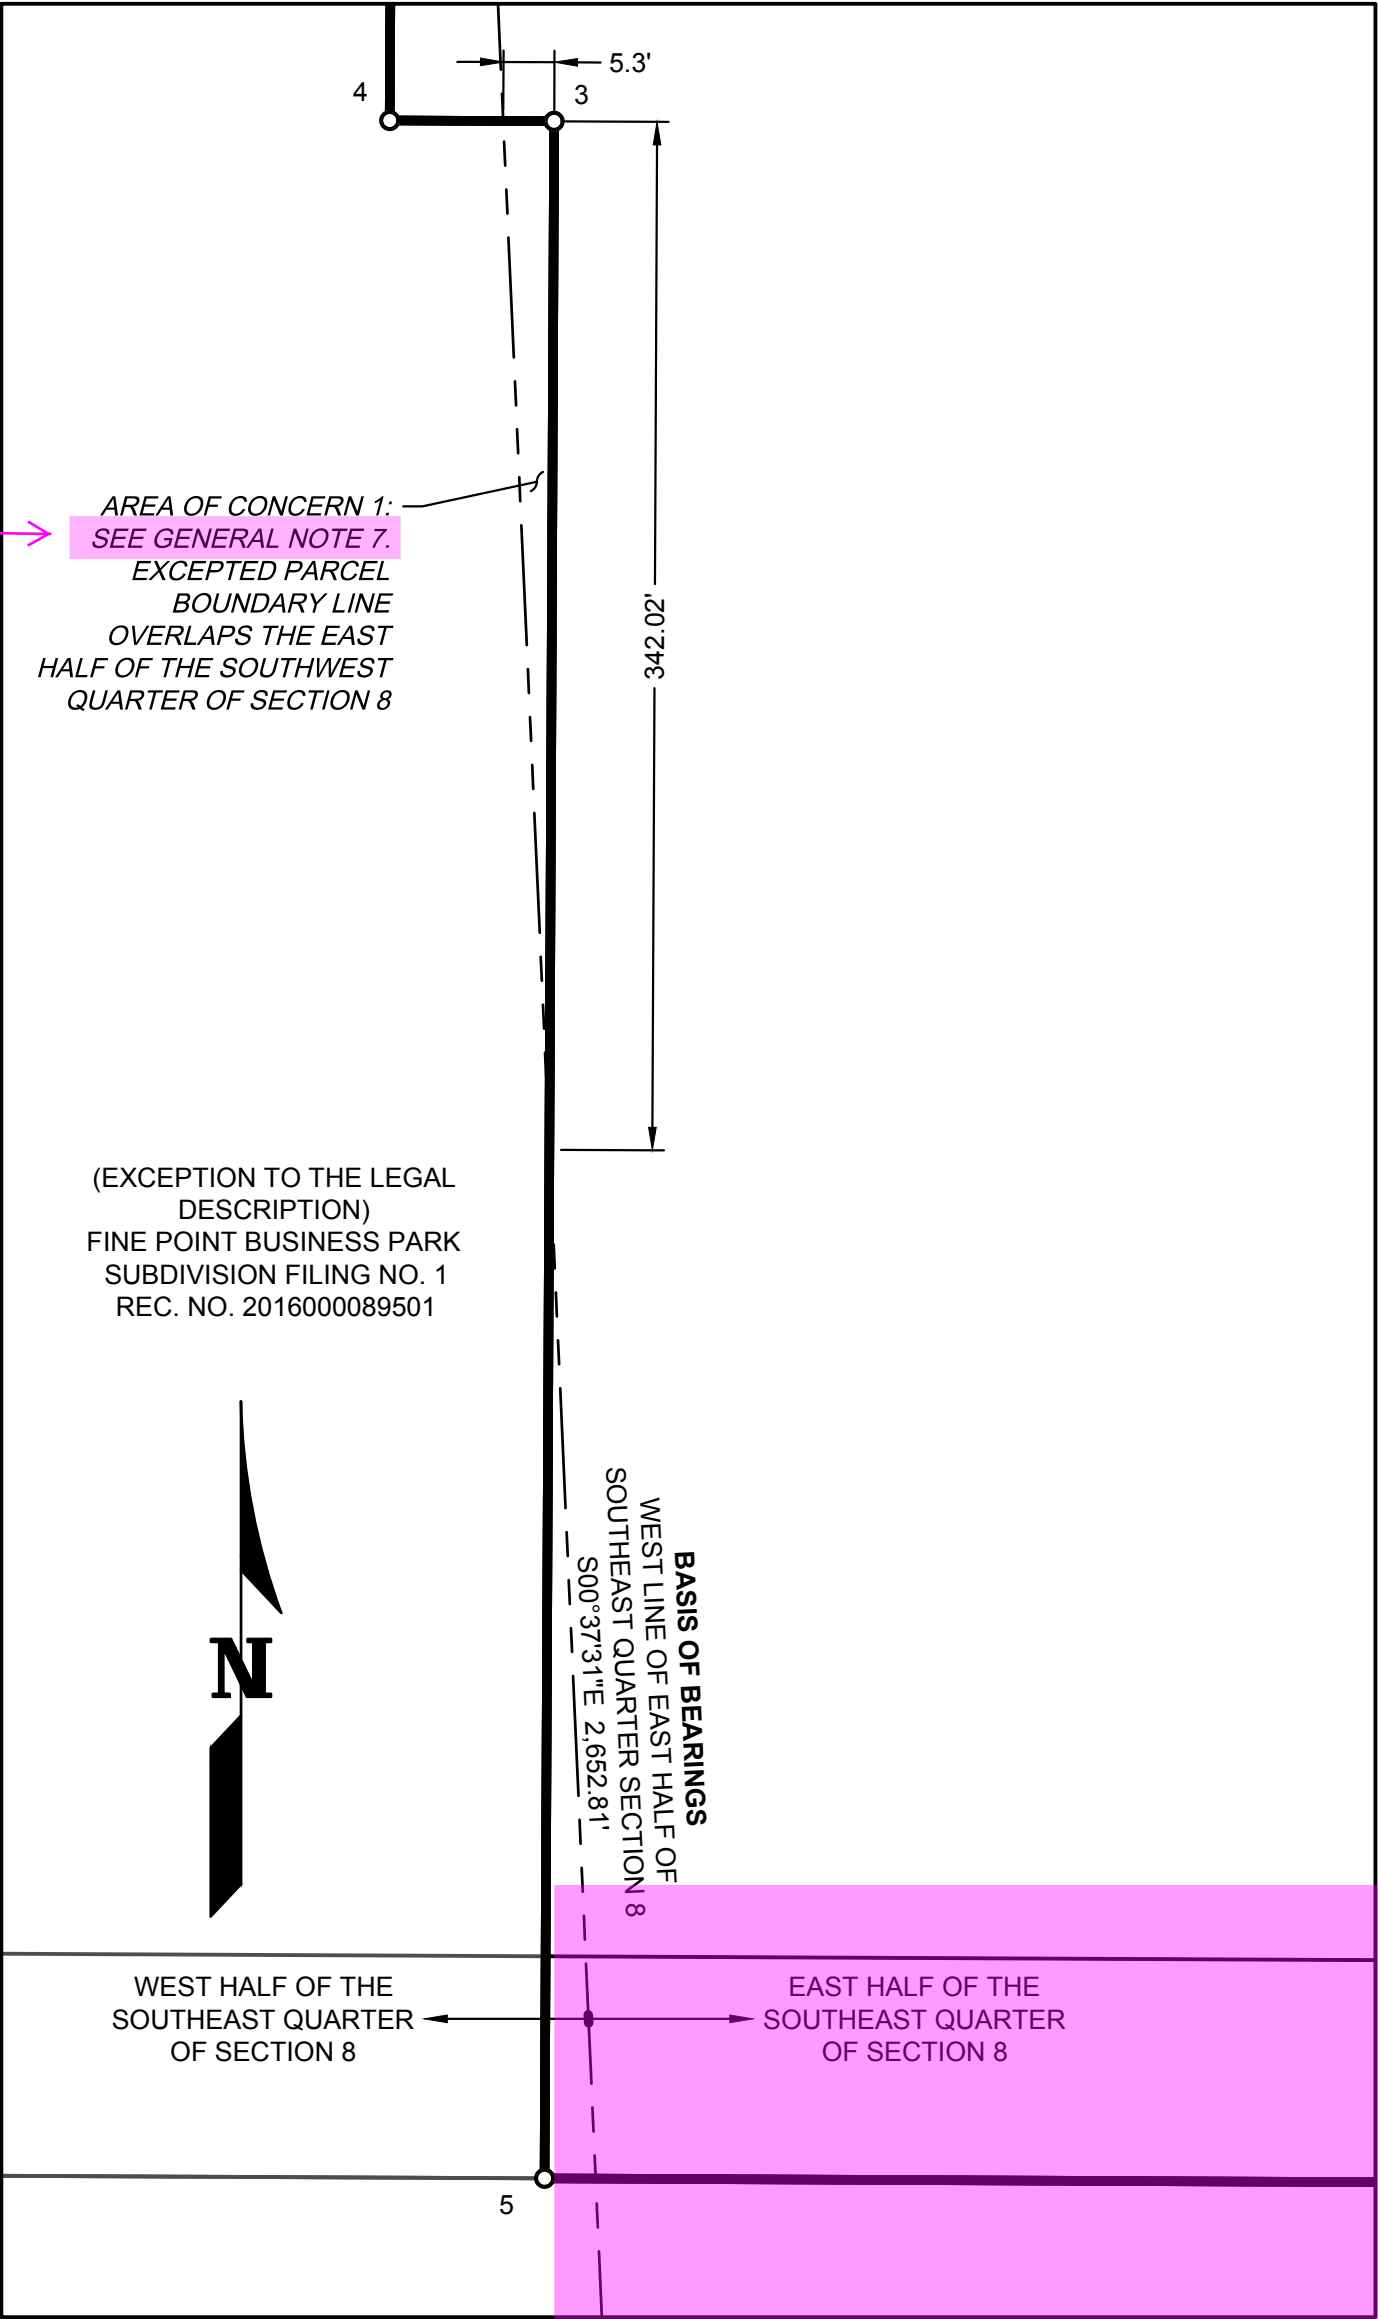 5.3'
4
3
AREA OF CONCERN 1:
SEE GENERAL NOTE 7.
EXCEPTED PARCEL
BOUNDARY LINE
OVERLAPS THE EAST
HALF OF THE SOUTHWEST
QUARTER OF SECTION 8
342.02'
(EXCEPTION TO THE LEGAL
DESCRIPTION)
FINE POINT BUSINESS PARK
SUBDIVISION FILING NO. 1
REC. NO. 2016000089501
BASIS OF BEARINGS
WEST LINE OF EAST HALF OF
SOUTHEAST QUARTER SECTION 8
S00°37'31"E 2,652.81'
N
WEST HALF OF THE
SOUTHEAST QUARTER
OF SECTION 8
EAST HALF OF THE
SOUTHEAST QUARTER
OF SECTION 8
5